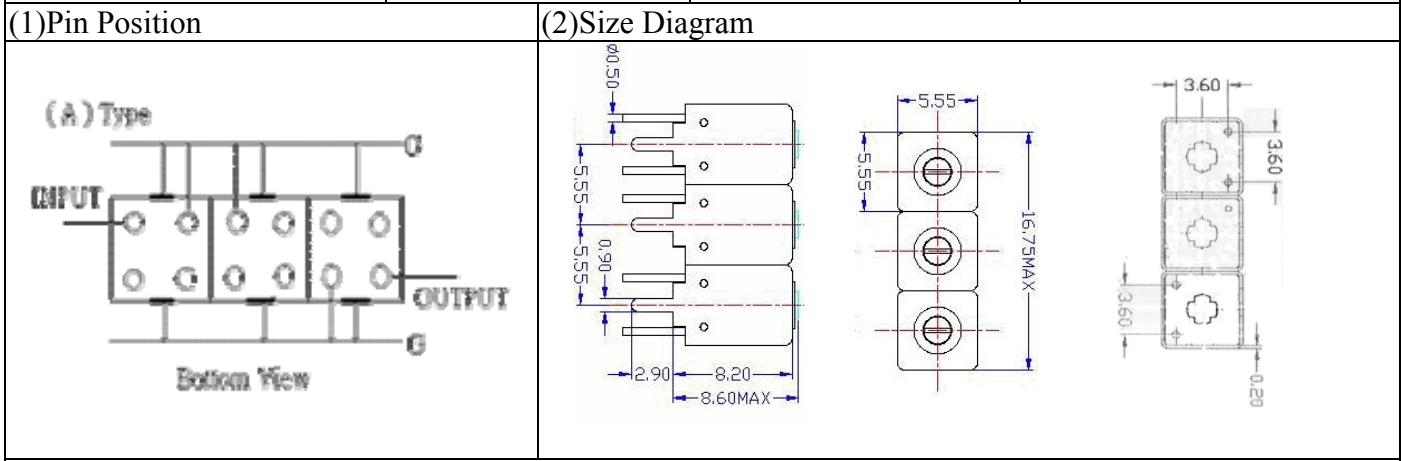 (1)Pin Position
(2)Size Diagram
(A) Type
G
INPUT
OUTPUT
G
Bottom View
ø0.50
5.55
5.55
0.90
2.90
8.20
8.60MAX
5.55
5.55
16.75MAX
3.60
3.60
3.60
0.20